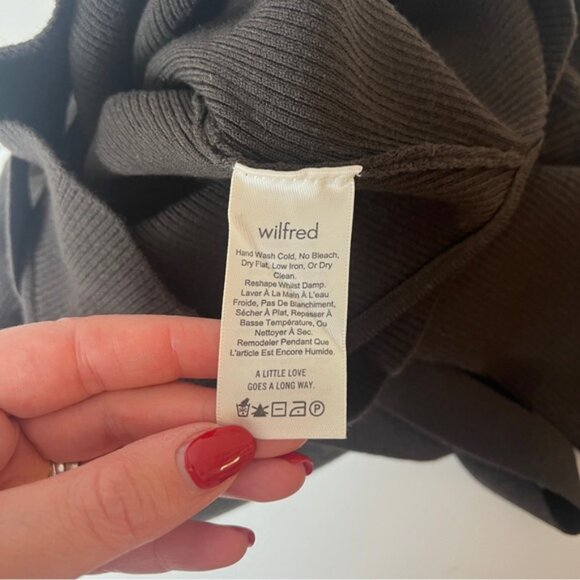 wilfred
Hand Wash Cold, No Bleach,
Dry Flat, Low Iron, Or Dry
Clean.
Reshape Whilst Damp.
Laver À La Main À L'eau
Froide, Pas De Blanchiment,
Sécher À Plat, Repasser À
Basse Température, Ou
Nettoyer À Sec.
Remodeler Pendant Que
L'article Est Encore Humide.
A LITTLE LOVE
GOES A LONG WAY.
P